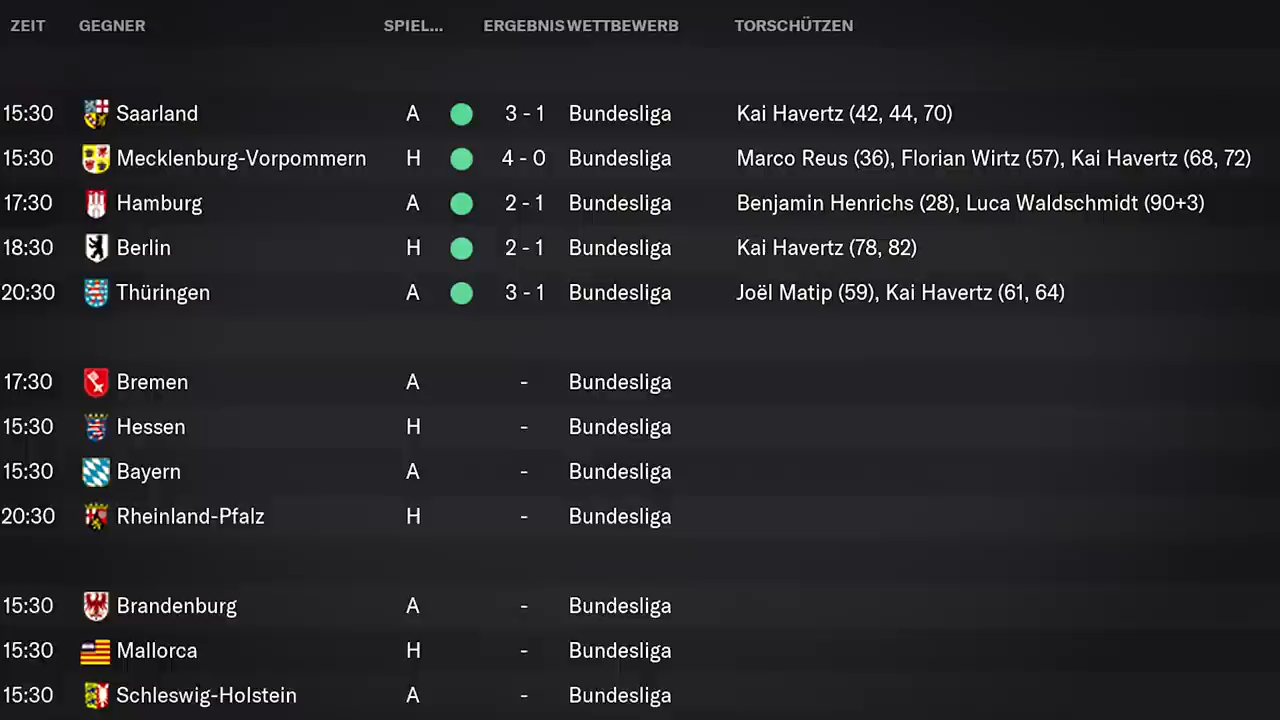 ZEIT GEGNER SPIEL... ERGEBNIS WETTBEWERB TORSCHÜTZEN
15:30 Saarland A 3 - 1 Bundesliga Kai Havertz (42, 44, 70)
15:30 Mecklenburg-Vorpommern H 4 - 0 Bundesliga Marco Reus (36), Florian Wirtz (57), Kai Havertz (68, 72)
17:30 Hamburg A 2 - 1 Bundesliga Benjamin Henrichs (28), Luca Waldschmidt (90+3)
18:30 Berlin H 2 - 1 Bundesliga Kai Havertz (78, 82)
20:30 Thüringen A 3 - 1 Bundesliga Joël Matip (59), Kai Havertz (61, 64)
17:30 Bremen A - Bundesliga
15:30 Hessen H - Bundesliga
15:30 Bayern A - Bundesliga
20:30 Rheinland-Pfalz H - Bundesliga
15:30 Brandenburg A - Bundesliga
15:30 Mallorca H - Bundesliga
15:30 Schleswig-Holstein A - Bundesliga